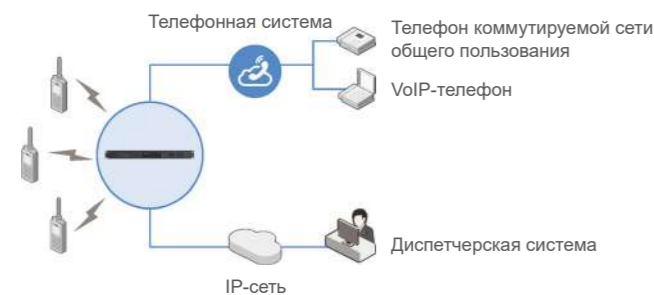 Телефонная система
Телефон коммутируемой сети
общего пользования
VoIP-телефон
Диспетчерская система
IP-сеть